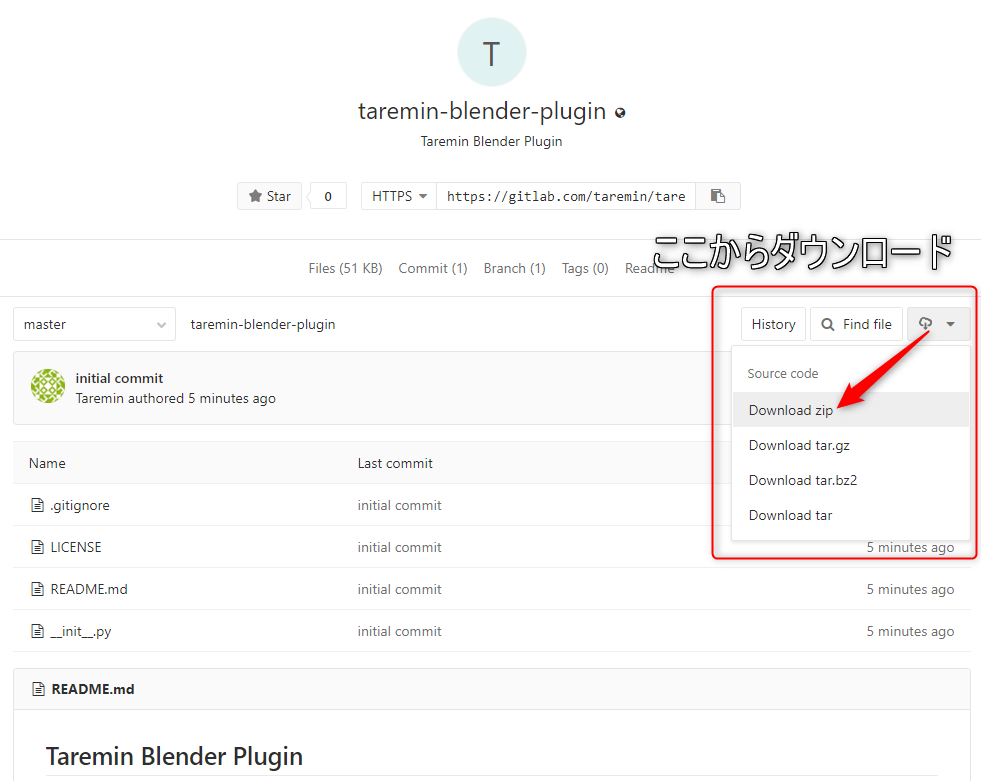 T
taremin-blender-plugin
Taremin Blender Plugin
Star 0 HTTPS https://gitlab.com/taremin/tare
ここからダウンロード
Files (51 KB) Commit (1) Branch (1) Tags (0) Readme
master taremin-blender-plugin History Find file
Source code
initial commit
Taremin authored 5 minutes ago
Download zip
Download tar.gz
Download tar.bz2
Download tar
Name Last commit
.gitignore initial commit
LICENSE initial commit 5 minutes ago
README.md initial commit 5 minutes ago
__init__.py initial commit 5 minutes ago
README.md
Taremin Blender Plugin